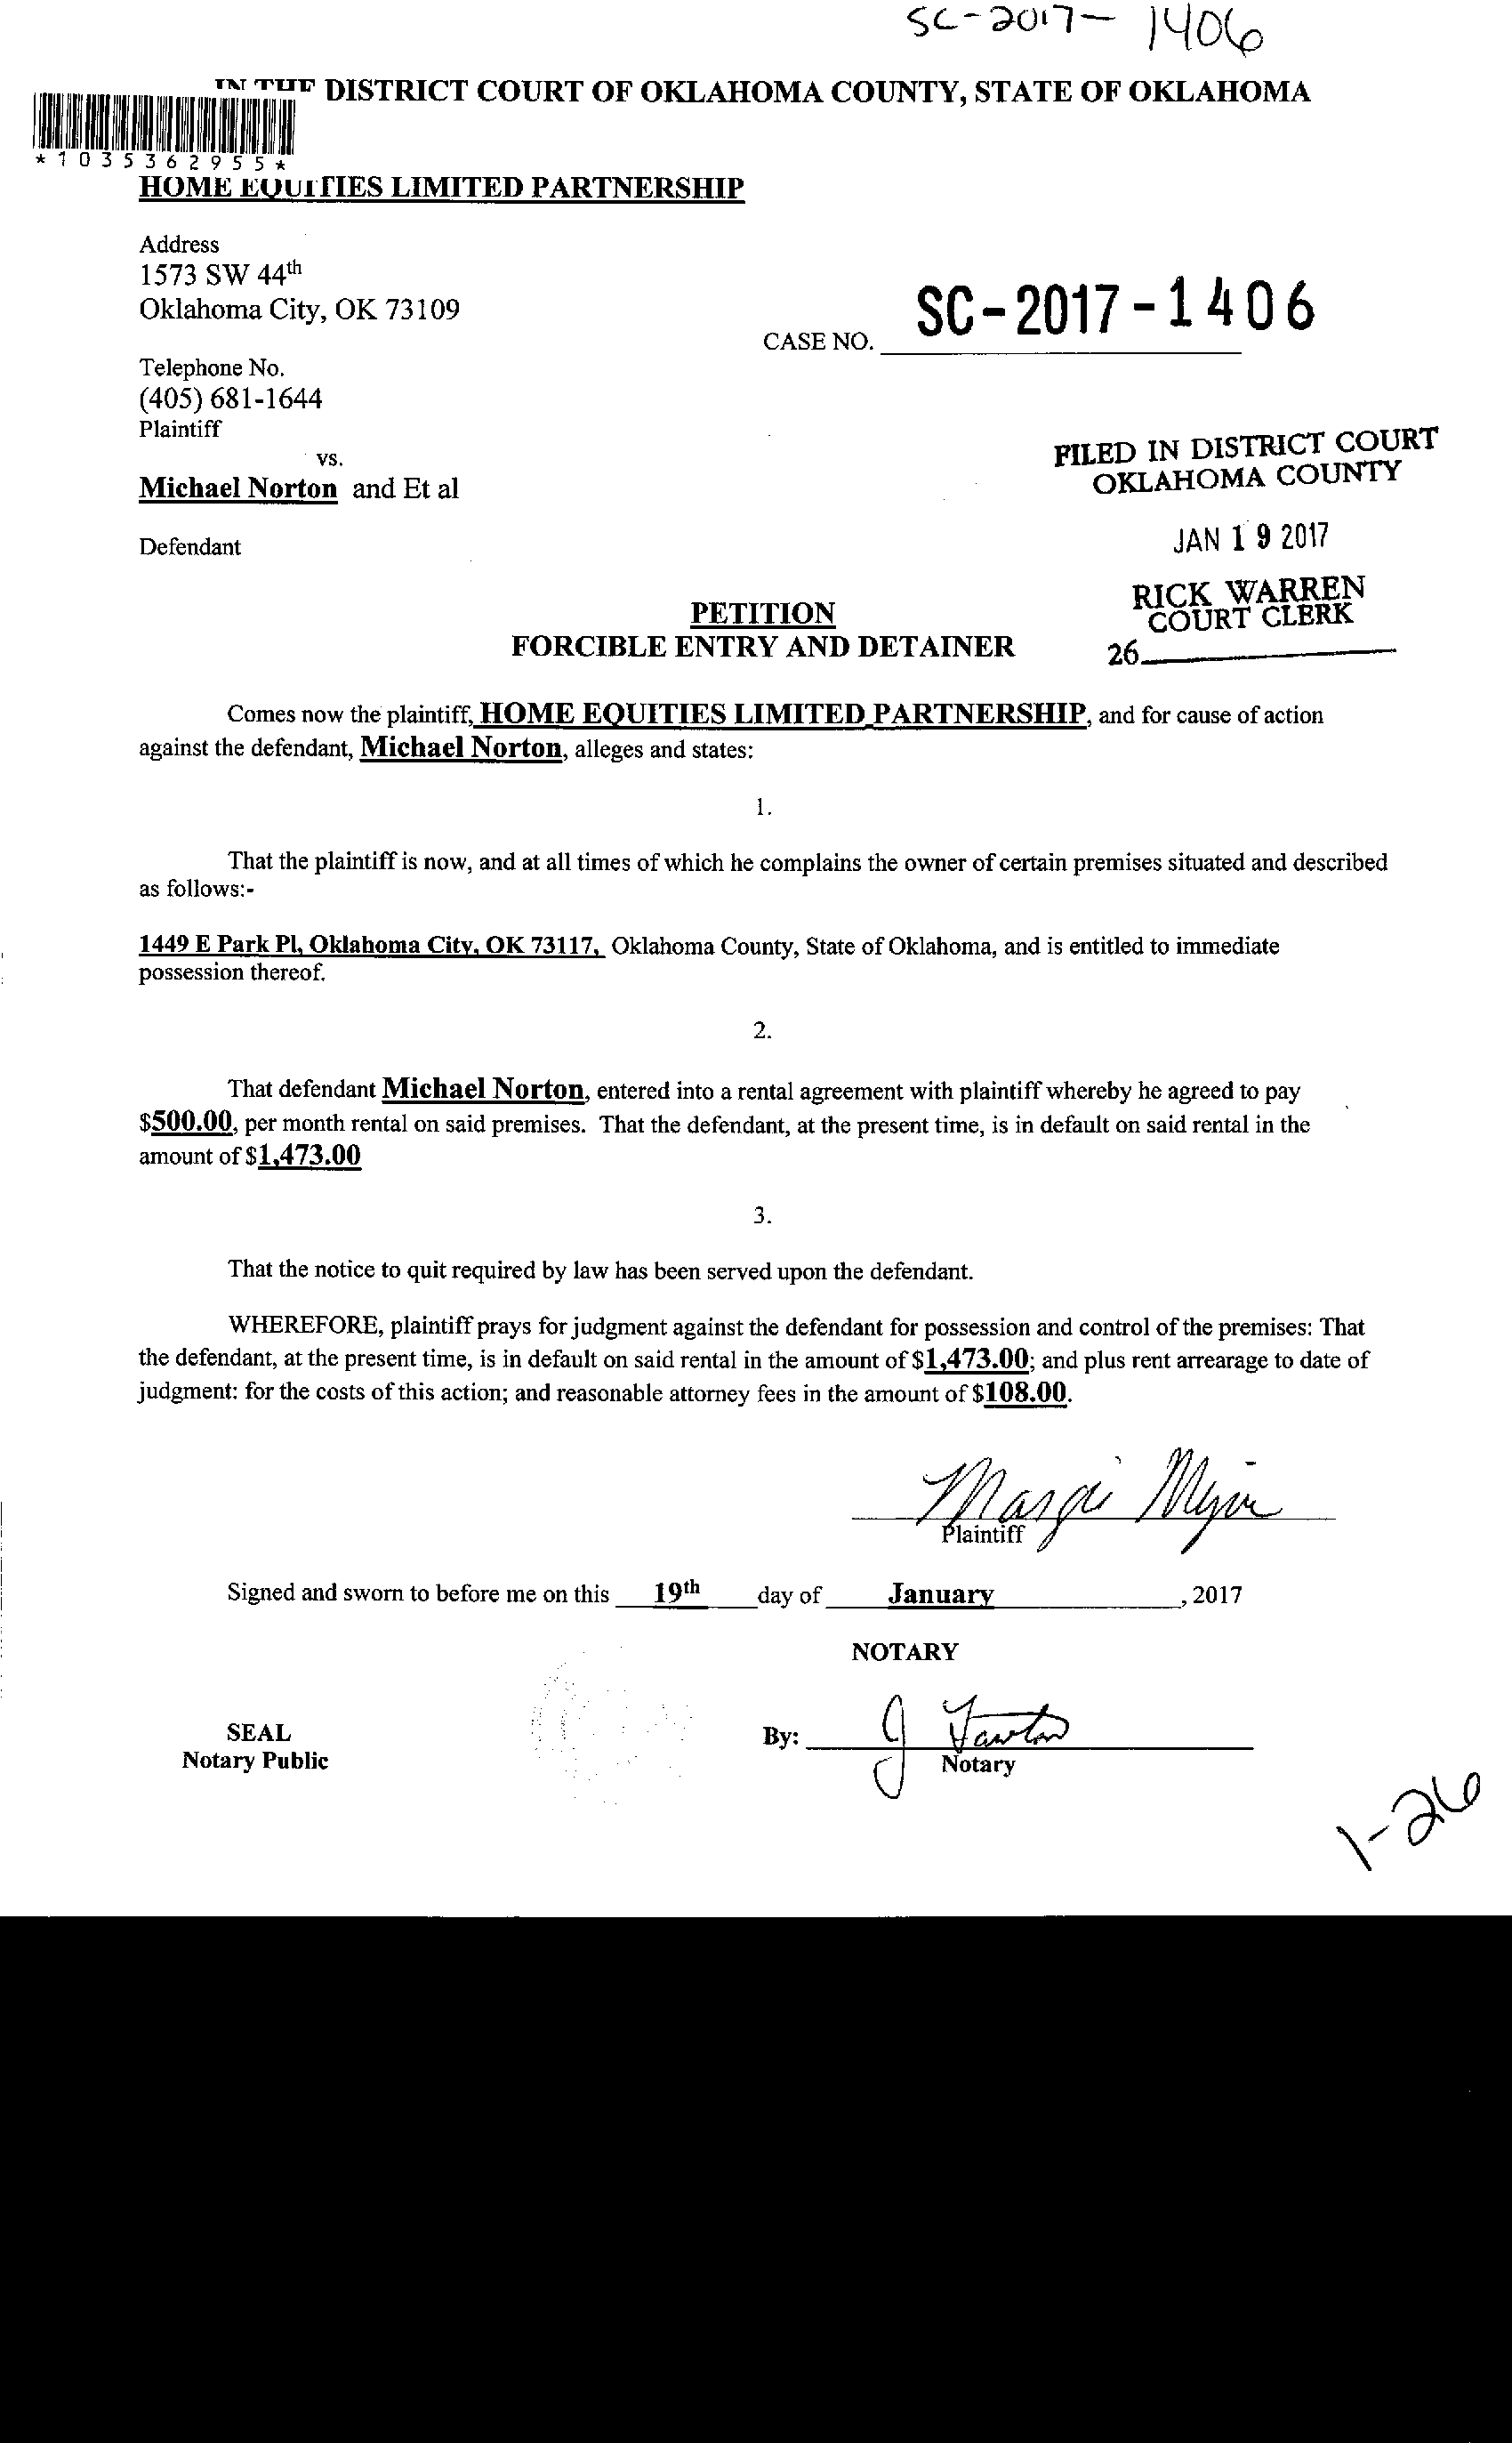 SC-2017-1406
IN THE DISTRICT COURT OF OKLAHOMA COUNTY, STATE OF OKLAHOMA
*1035362955*
HOME EQUITIES LIMITED PARTNERSHIP
Address
1573 SW 44th
Oklahoma City, OK 73109
CASE NO. SC-2017-1406
Telephone No.
(405) 681-1644
Plaintiff
vs.
Michael Norton and Et al
Defendant
FILED IN DISTRICT COURT
OKLAHOMA COUNTY
JAN 19 2017
RICK WARREN
COURT CLERK
26
PETITION
FORCIBLE ENTRY AND DETAINER
Comes now the plaintiff, HOME EQUITIES LIMITED PARTNERSHIP, and for cause of action
against the defendant, Michael Norton, alleges and states:
1.
That the plaintiff is now, and at all times of which he complains the owner of certain premises situated and described
as follows:-
1449 E Park Pl, Oklahoma City, OK 73117, Oklahoma County, State of Oklahoma, and is entitled to immediate
possession thereof.
2.
That defendant Michael Norton, entered into a rental agreement with plaintiff whereby he agreed to pay
$500.00, per month rental on said premises. That the defendant, at the present time, is in default on said rental in the
amount of $1,473.00
3.
That the notice to quit required by law has been served upon the defendant.
WHEREFORE, plaintiff prays for judgment against the defendant for possession and control of the premises: That
the defendant, at the present time, is in default on said rental in the amount of $1,473.00; and plus rent arrearage to date of
judgment: for the costs of this action; and reasonable attorney fees in the amount of $108.00.
Plaintiff
Signed and sworn to before me on this 19th day of January, 2017
NOTARY
SEAL
Notary Public
By: J
Notary
1-26